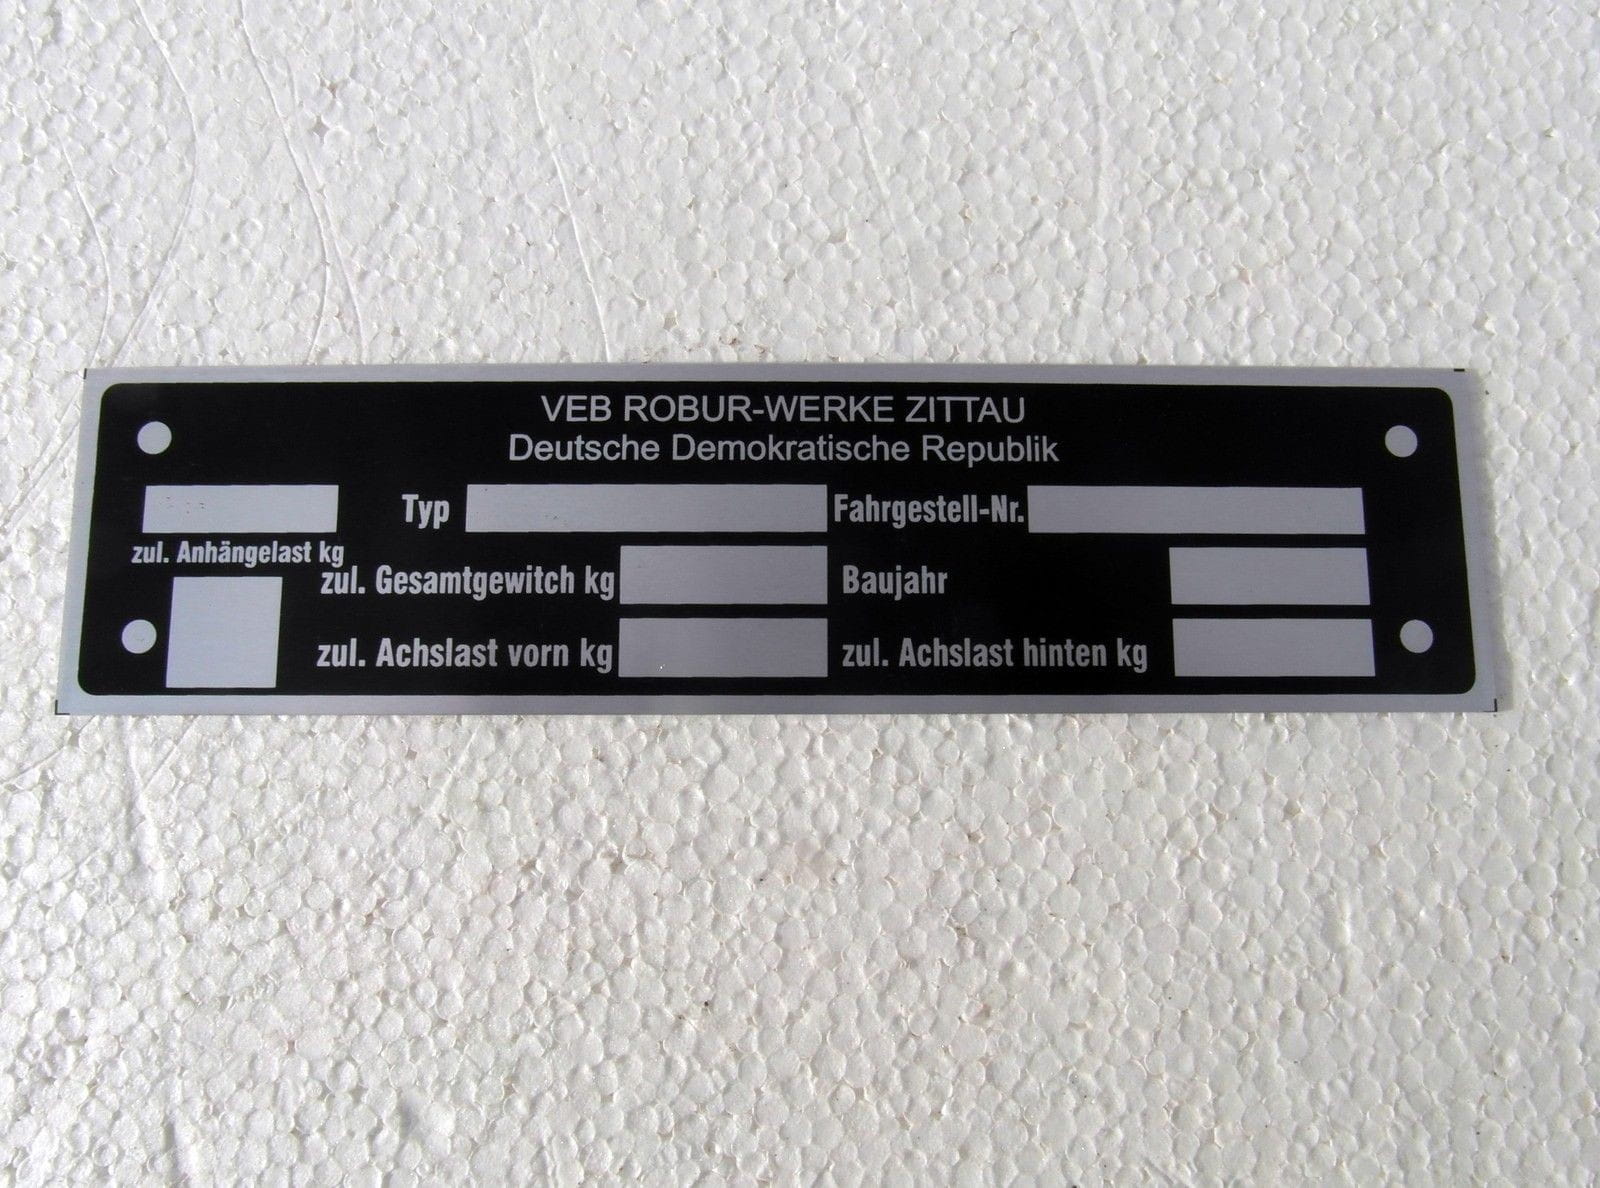 VEB ROBUR-WERKE ZITTAU
Deutsche Demokratische Republik
Typ Fahrgestell-Nr.
zul. Anhängelast kg
zul. Gesamtgewitch kg Baujahr
zul. Achslast vorn kg zul. Achslast hinten kg